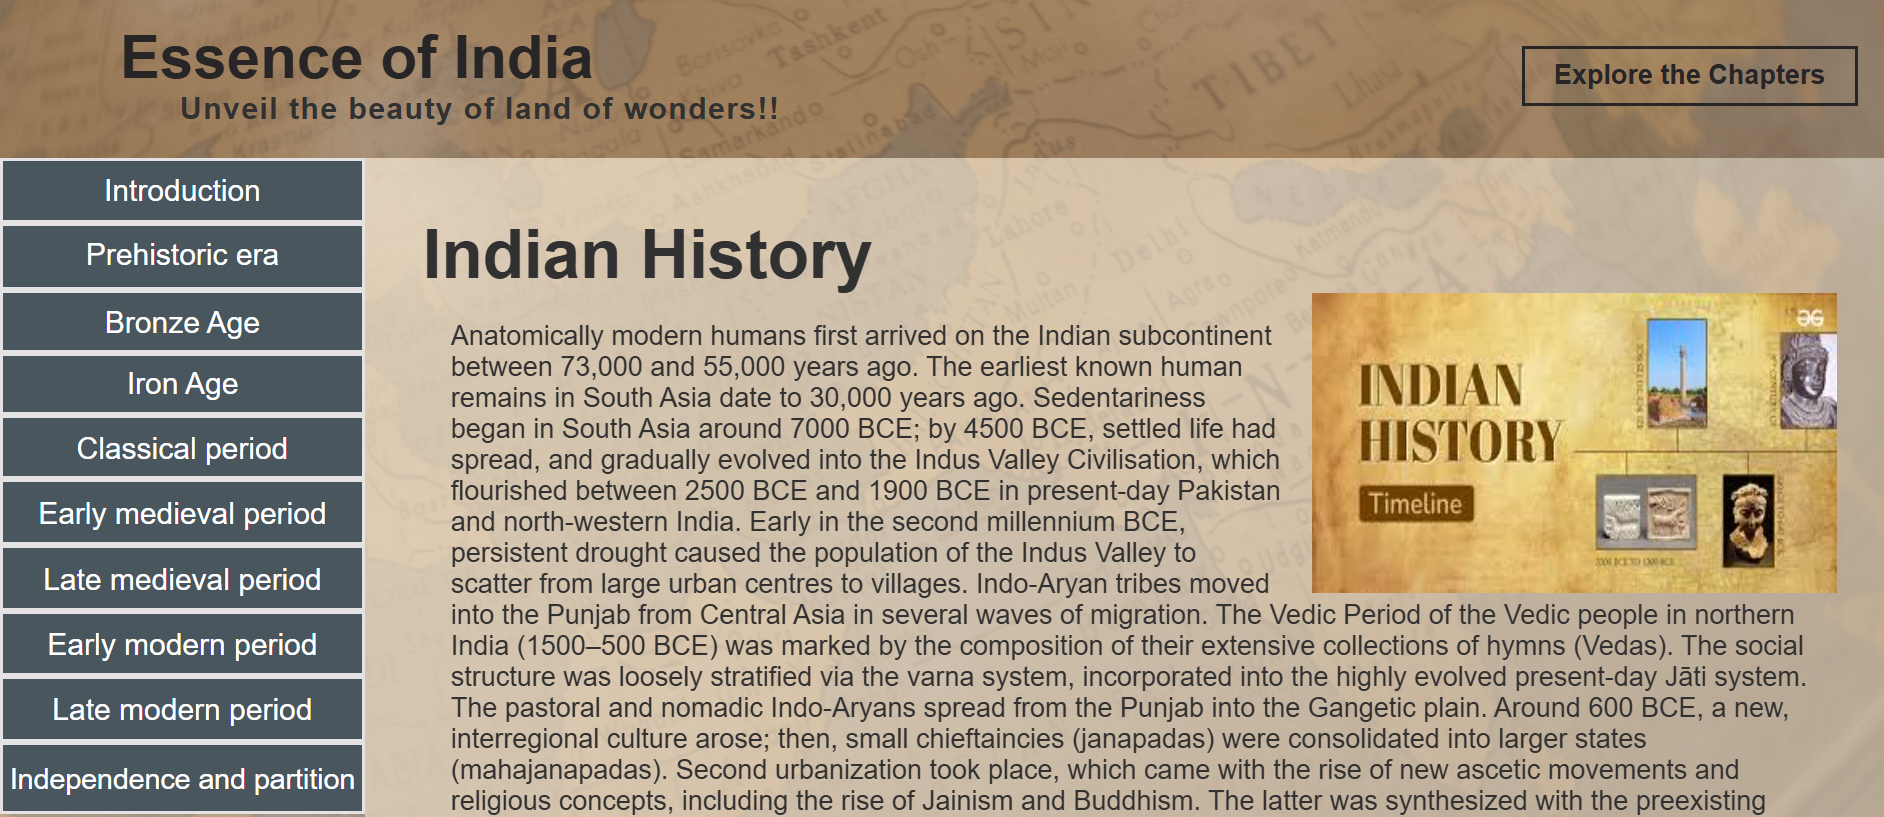 Essence of India
Unveil the beauty of land of wonders!!
Explore the Chapters
Introduction
Prehistoric era
Bronze Age
Iron Age
Classical period
Early medieval period
Late medieval period
Early modern period
Late modern period
Independence and partition
Indian History
Anatomically modern humans first arrived on the Indian subcontinent
between 73,000 and 55,000 years ago. The earliest known human
remains in South Asia date to 30,000 years ago. Sedentariness
began in South Asia around 7000 BCE; by 4500 BCE, settled life had
spread, and gradually evolved into the Indus Valley Civilisation, which
flourished between 2500 BCE and 1900 BCE in present-day Pakistan
and north-western India. Early in the second millennium BCE,
persistent drought caused the population of the Indus Valley to
scatter from large urban centres to villages. Indo-Aryan tribes moved
into the Punjab from Central Asia in several waves of migration. The Vedic Period of the Vedic people in northern
India (1500–500 BCE) was marked by the composition of their extensive collections of hymns (Vedas). The social
structure was loosely stratified via the varna system, incorporated into the highly evolved present-day Jāti system.
The pastoral and nomadic Indo-Aryans spread from the Punjab into the Gangetic plain. Around 600 BCE, a new,
interregional culture arose; then, small chieftaincies (janapadas) were consolidated into larger states
(mahajanapadas). Second urbanization took place, which came with the rise of new ascetic movements and
religious concepts, including the rise of Jainism and Buddhism. The latter was synthesized with the preexisting
INDIAN
HISTORY
Timeline
Borsovko
Tashkent
Khiva
Samarkand
Stalinabad
Ashkhabad
TIBET
Lhasa
Lahore
Multan
Delhi
Agra
Katmandu